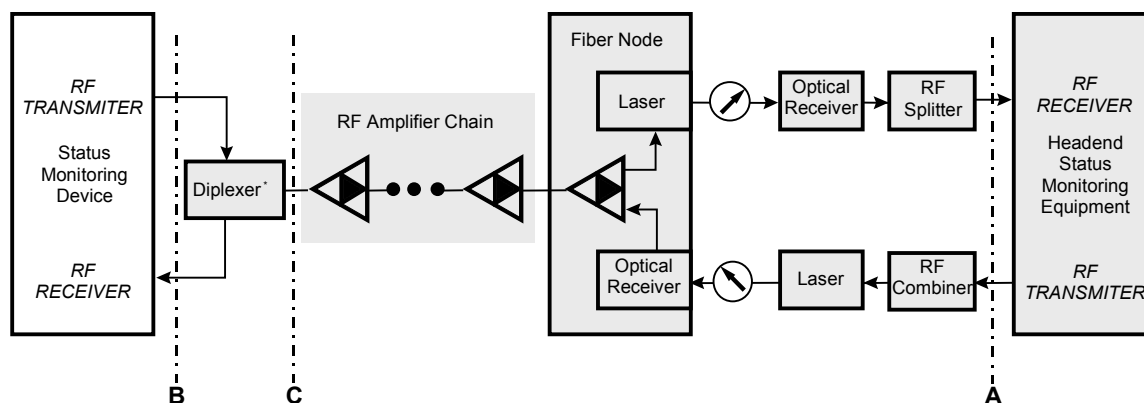 RF
TRANSMITER
Status
Monitoring
Device
RF
RECEIVER
Diplexer*
RF Amplifier Chain
Fiber Node
Laser
Optical
Receiver
Optical
Receiver
RF
Splitter
Laser
RF
Combiner
RF
RECEIVER
Headend
Status
Monitoring
Equipment
RF
TRANSMITER
B
C
A